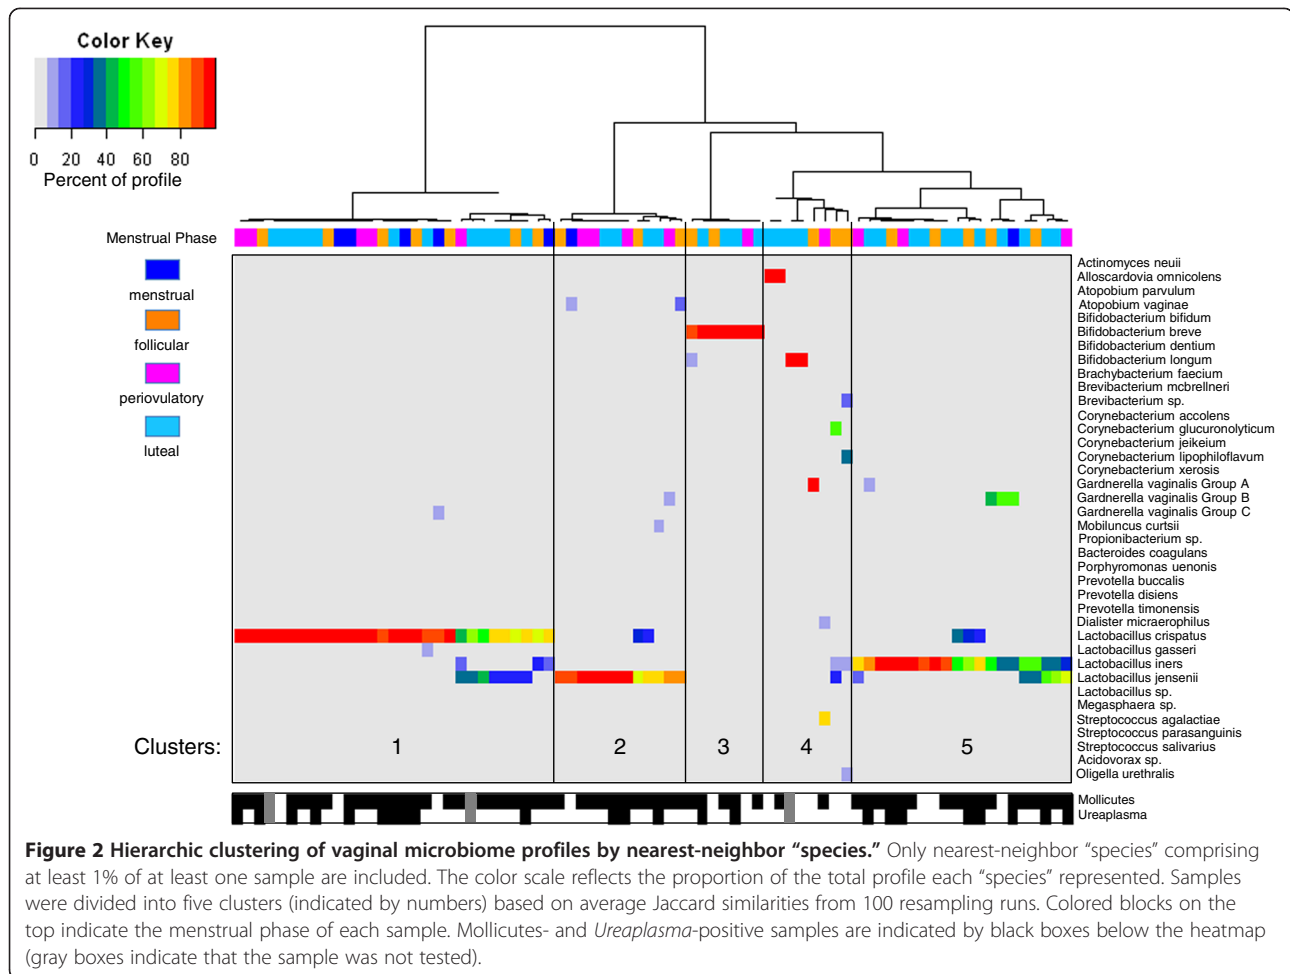 Color Key
0 20 40 60 80
Percent of profile
Menstrual Phase
menstrual
follicular
periovulatory
luteal
Actinomyces neuii
Alloscardovia omnicolens
Atopobium parvulum
Atopobium vaginae
Bifidobacterium bifidum
Bifidobacterium breve
Bifidobacterium dentium
Bifidobacterium longum
Brachybacterium faecium
Brevibacterium mcbrellneri
Brevibacterium sp.
Corynebacterium accolens
Corynebacterium glucuronolyticum
Corynebacterium jeikeium
Corynebacterium lipophiloflavum
Corynebacterium xerosis
Gardnerella vaginalis Group A
Gardnerella vaginalis Group B
Gardnerella vaginalis Group C
Mobiluncus curtsii
Propionibacterium sp.
Bacteroides coagulans
Porphyromonas uenonis
Prevotella buccalis
Prevotella disiens
Prevotella timonensis
Dialister micraerophilus
Lactobacillus crispatus
Lactobacillus gasseri
Lactobacillus iners
Lactobacillus jensenii
Lactobacillus sp.
Megasphaera sp.
Streptococcus agalactiae
Streptococcus parasanguinis
Streptococcus salivarius
Acidovorax sp.
Oligella urethralis
Clusters: 1 2 3 4 5
Mollicutes
Ureaplasma
Figure 2 Hierarchic clustering of vaginal microbiome profiles by nearest-neighbor “species.” Only nearest-neighbor “species” comprising
at least 1% of at least one sample are included. The color scale reflects the proportion of the total profile each “species” represented. Samples
were divided into five clusters (indicated by numbers) based on average Jaccard similarities from 100 resampling runs. Colored blocks on the
top indicate the menstrual phase of each sample. Mollicutes- and Ureaplasma-positive samples are indicated by black boxes below the heatmap
(gray boxes indicate that the sample was not tested).